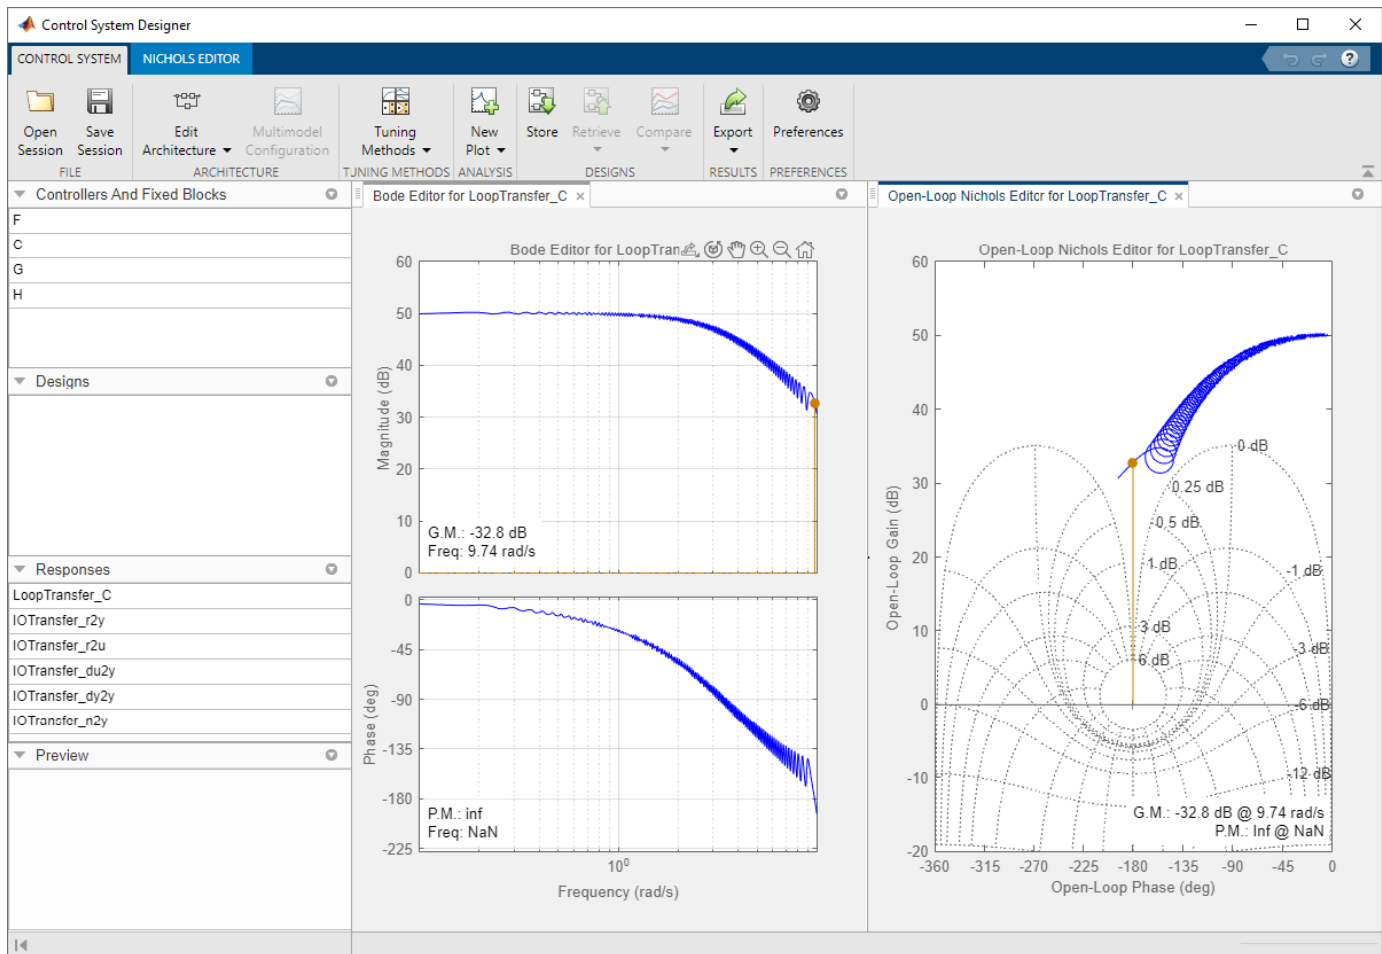 Control System Designer
CONTROL SYSTEM
NICHOLS EDITOR
?
Open Session
Save Session
Edit Architecture
Multimodel Configuration
Tuning Methods
New Plot
Store
Retrieve
Compare
Export
Preferences
FILE
ARCHITECTURE
TUNING METHODS
ANALYSIS
DESIGNS
RESULTS
PREFERENCES
Controllers And Fixed Blocks
F
C
G
H
Designs
Responses
LoopTransfer_C
IOTransfer_r2y
IOTransfer_r2u
IOTransfer_du2y
IOTransfer_dy2y
IOTransfer_n2y
Preview
Bode Editor for LoopTransfer_C
Bode Editor for LoopTran
Magnitude (dB)
60
50
40
30
20
10
0
G.M.: -32.8 dB
Freq: 9.74 rad/s
Phase (deg)
0
-45
-90
-135
-180
-225
P.M.: inf
Freq: NaN
10⁰
Frequency (rad/s)
Open-Loop Nichols Editor for LoopTransfer_C
Open-Loop Nichols Editor for LoopTransfer_C
Open-Loop Gain (dB)
60
50
40
30
20
10
0
-10
-20
0 dB
0.25 dB
0.5 dB
1 dB
-1 dB
3 dB
-3 dB
6 dB
-6 dB
-12 dB
G.M.: -32.8 dB @ 9.74 rad/s
P.M.: Inf @ NaN
-360 -315 -270 -225 -180 -135 -90 -45 0
Open-Loop Phase (deg)